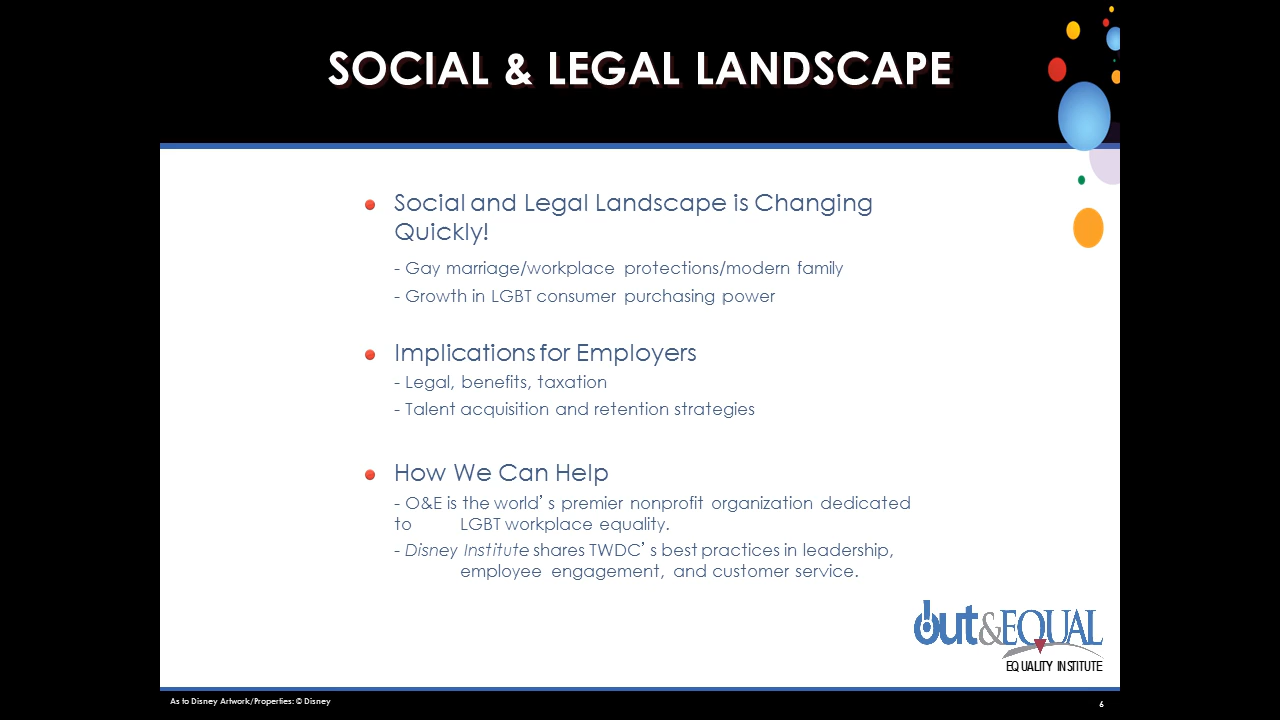 SOCIAL & LEGAL LANDSCAPE
Social and Legal Landscape is Changing
Quickly!
- Gay marriage/workplace protections/modern family
- Growth in LGBT consumer purchasing power
Implications for Employers
- Legal, benefits, taxation
- Talent acquisition and retention strategies
How We Can Help
- O&E is the world’s premier nonprofit organization dedicated
to LGBT workplace equality.
- Disney Institute shares TWDC’s best practices in leadership,
employee engagement, and customer service.
Out&EQUAL
EQUALITY INSTITUTE
As to Disney Artwork/Properties: © Disney
6